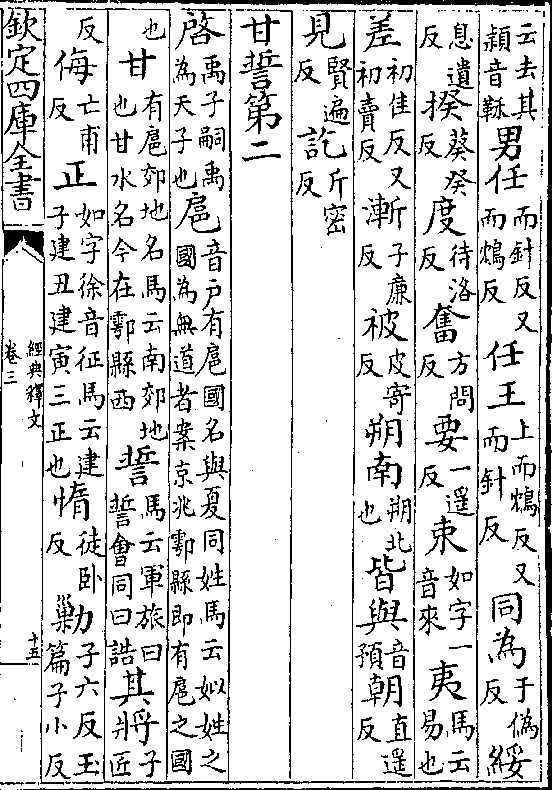 云去其穎音鞂男任而針反又而鴆反任王上而鴆反又而針反同為于偽反綏
息遺反揆葵癸反度待洛反奮方問反要一遥反束如字一音來夷馬云易也
差初佳反又初賣反漸子廉反被皮寄反朔南朔北也皆與音預朝直遥反
見賢遍反訖斤密反
甘誓第二
啓禹子嗣禹為天子也扈音戸有扈國名與夏同姓馬云姒姓之國為無道者案京兆鄠縣即有扈之國
也甘有扈郊地名馬云南郊地也甘水名今在鄠縣西誓馬云軍旅曰誓會同曰誥其將子匠
反侮亡甫反正如字徐音征馬云建子建丑建寅三正也惰徒卧反勦子六反玉篇子小反
欽定四庫全書
經典釋文
卷三
十五